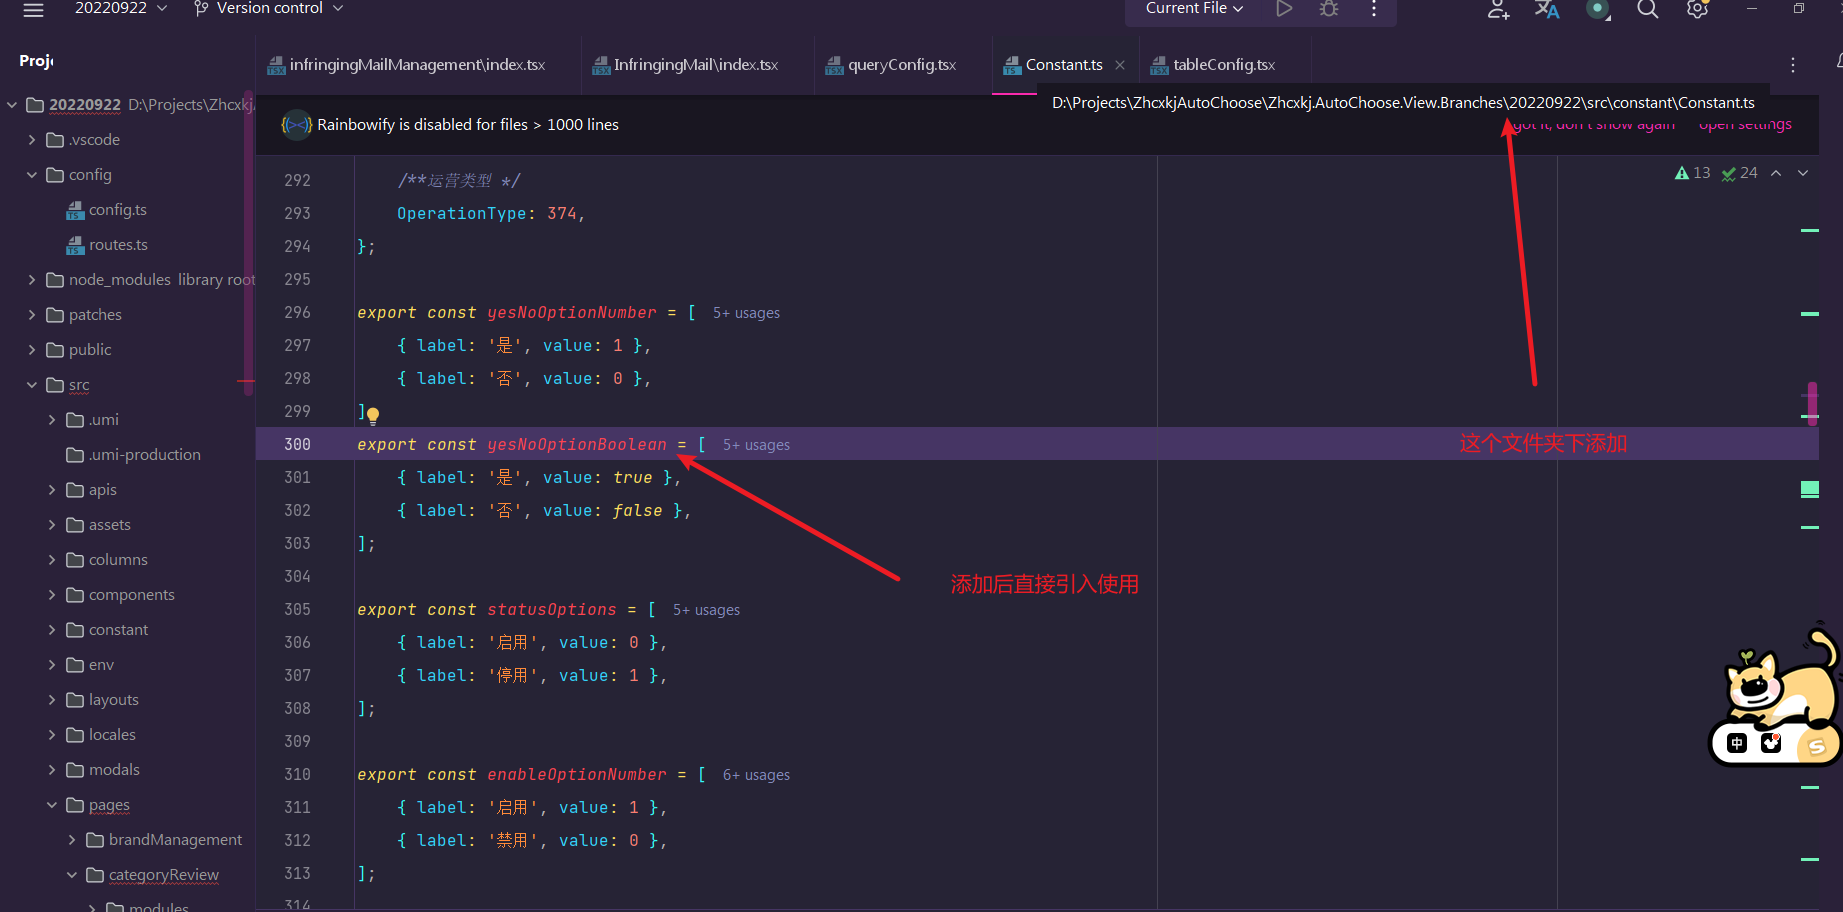 20220922
Version control
Current File
Proje
infringingMailManagement\index.tsx
InfringingMail\index.tsx
queryConfig.tsx
Constant.ts
tableConfig.tsx
D:\Projects\ZhcxkjAutoChoose\Zhcxkj.AutoChoose.View.Branches\20220922\src\constant\Constant.ts
Rainbowify is disabled for files > 1000 lines
got it, don't show again
open settings
13
24
20220922 D:\Projects\Zhcxkj
.vscode
config
config.ts
routes.ts
node_modules library root
patches
public
src
.umi
.umi-production
apis
assets
columns
components
constant
env
layouts
locales
modals
pages
brandManagement
categoryReview
modules
292 /**运营类型 */
293 OperationType: 374,
294 };
295
296 export const yesNoOptionNumber = [ 5+ usages
297 { label: '是', value: 1 },
298 { label: '否', value: 0 },
299 ]
300 export const yesNoOptionBoolean = [ 5+ usages
301 { label: '是', value: true },
302 { label: '否', value: false },
303 ];
304
305 export const statusOptions = [ 5+ usages
306 { label: '启用', value: 0 },
307 { label: '停用', value: 1 },
308 ];
309
310 export const enableOptionNumber = [ 6+ usages
311 { label: '启用', value: 1 },
312 { label: '禁用', value: 0 },
313 ];
314
这个文件夹下添加
添加后直接引入使用
中
S